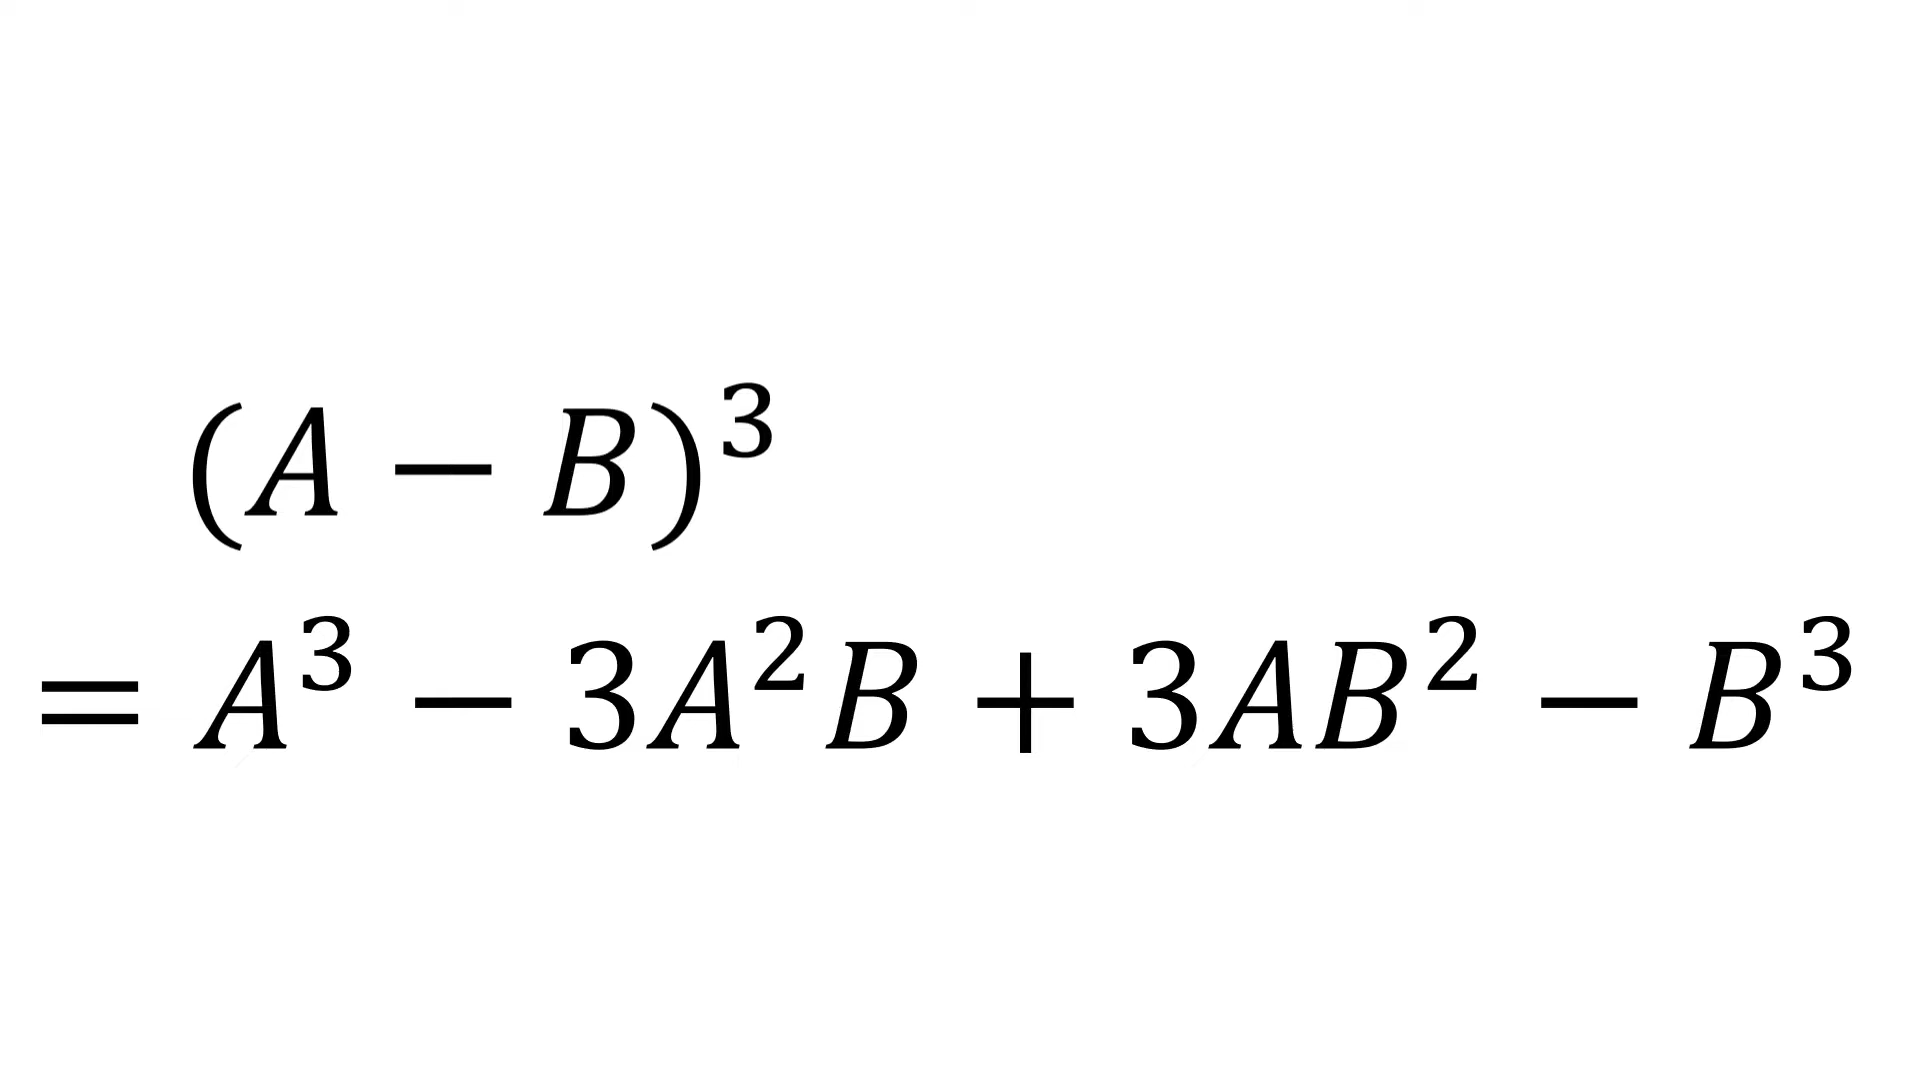 (A − B)³
= A³ − 3A²B + 3AB² − B³